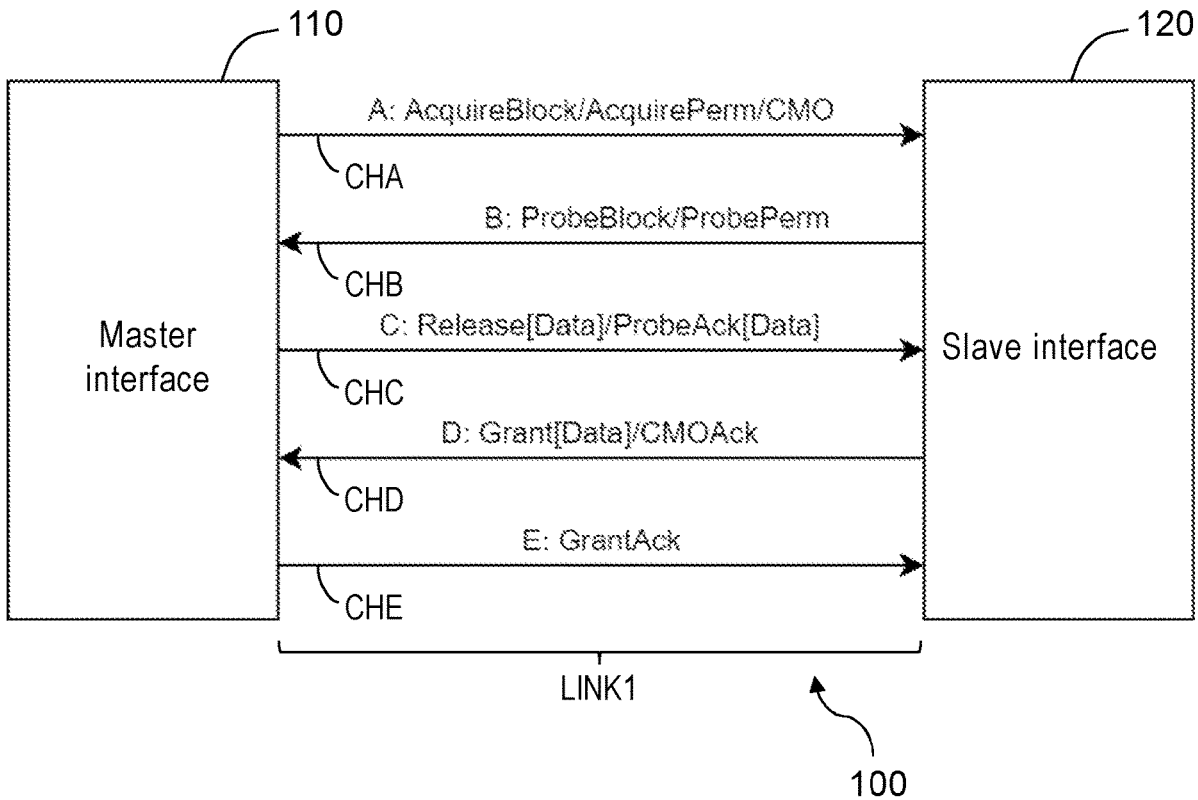 110
120
A: AcquireBlock/AcquirePerm/CMO
CHA
B: ProbeBlock/ProbePerm
CHB
C: Release[Data]/ProbeAck[Data]
Master
interface
Slave interface
CHC
D: Grant[Data]/CMOAck
CHD
E: GrantAck
CHE
LINK1
100